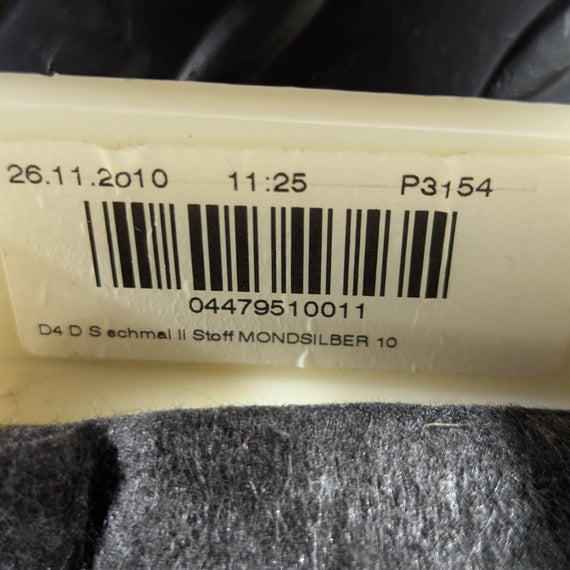 26.11.2010 11:25 P3154
04479510011
D4 D S schmal li Stoff MONDSILBER 10